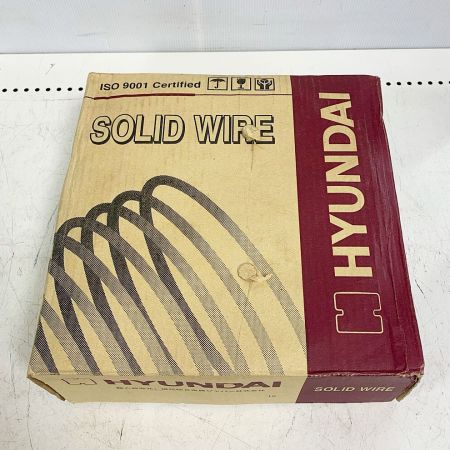 ISO 9001 Certified
SOLID WIRE
HYUNDAI
HYUNDAI
SOLID WIRE